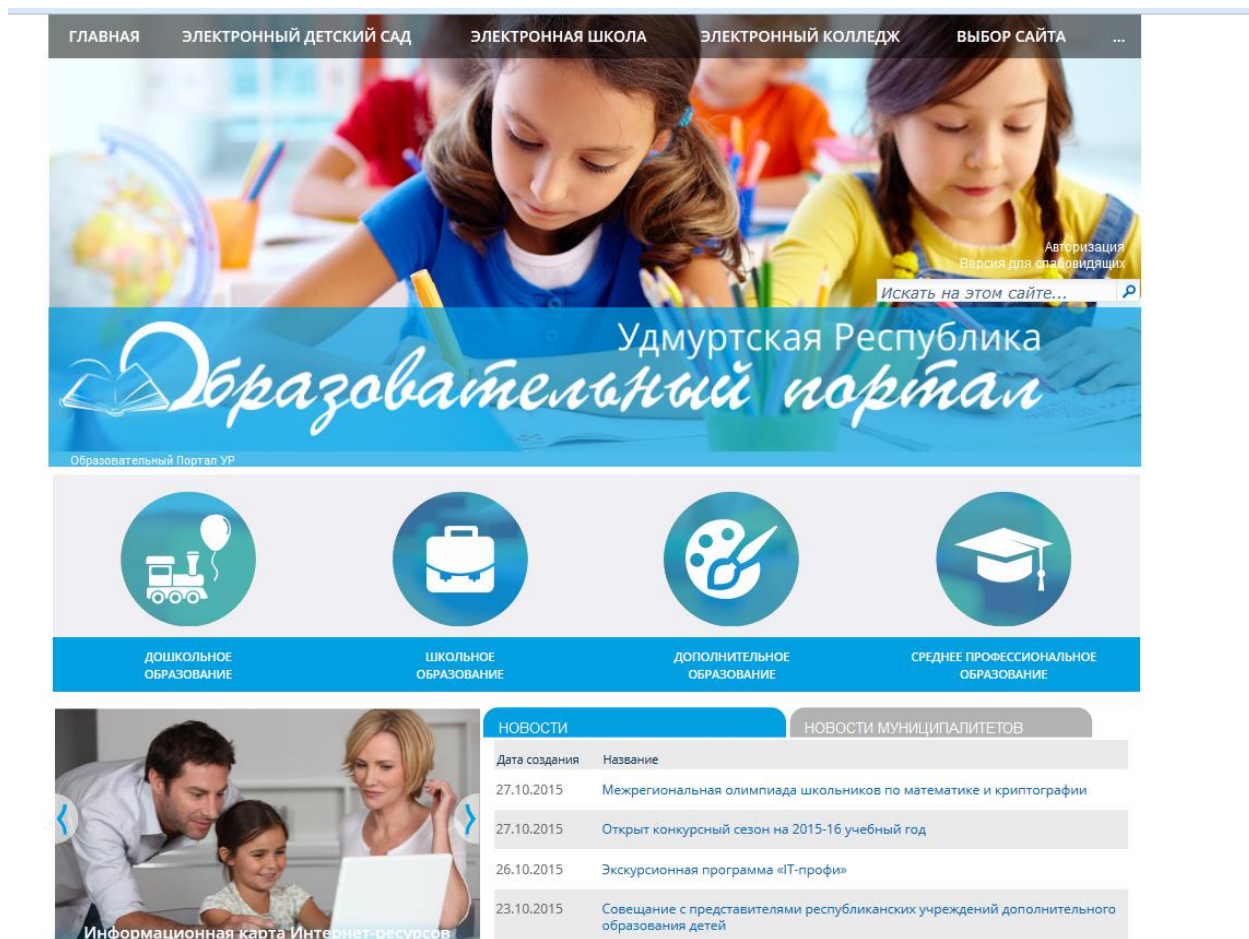 ГЛАВНАЯ ЭЛЕКТРОННЫЙ ДЕТСКИЙ САД ЭЛЕКТРОННАЯ ШКОЛА ЭЛЕКТРОННЫЙ КОЛЛЕДЖ ВЫБОР САЙТА ...
Авторизация
Версия для слабовидящих
Искать на этом сайте...
Удмуртская Республика
Образовательный портал
Образовательный Портал УР
ДОШКОЛЬНОЕ
ОБРАЗОВАНИЕ
ШКОЛЬНОЕ
ОБРАЗОВАНИЕ
ДОПОЛНИТЕЛЬНОЕ
ОБРАЗОВАНИЕ
СРЕДНЕЕ ПРОФЕССИОНАЛЬНОЕ
ОБРАЗОВАНИЕ
Информационная карта Интернет-ресурсов
НОВОСТИ НОВОСТИ МУНИЦИПАЛИТЕТОВ
Дата создания Название
27.10.2015 Межрегиональная олимпиада школьников по математике и криптографии
27.10.2015 Открыт конкурсный сезон на 2015-16 учебный год
26.10.2015 Экскурсионная программа «IT-профи»
23.10.2015 Совещание с представителями республиканских учреждений дополнительного
образования детей